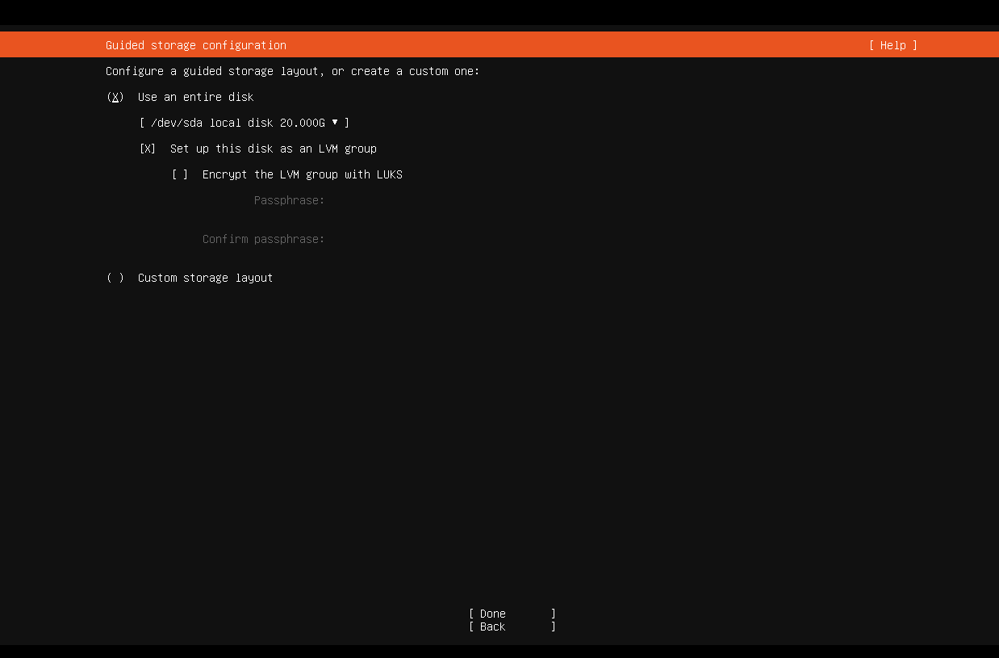 Guided storage configuration [ Help ]
Configure a guided storage layout, or create a custom one:
(X) Use an entire disk
[ /dev/sda local disk 20.000G ▾ ]
[X] Set up this disk as an LVM group
[ ] Encrypt the LVM group with LUKS
Passphrase:
Confirm passphrase:
( ) Custom storage layout
[ Done ]
[ Back ]